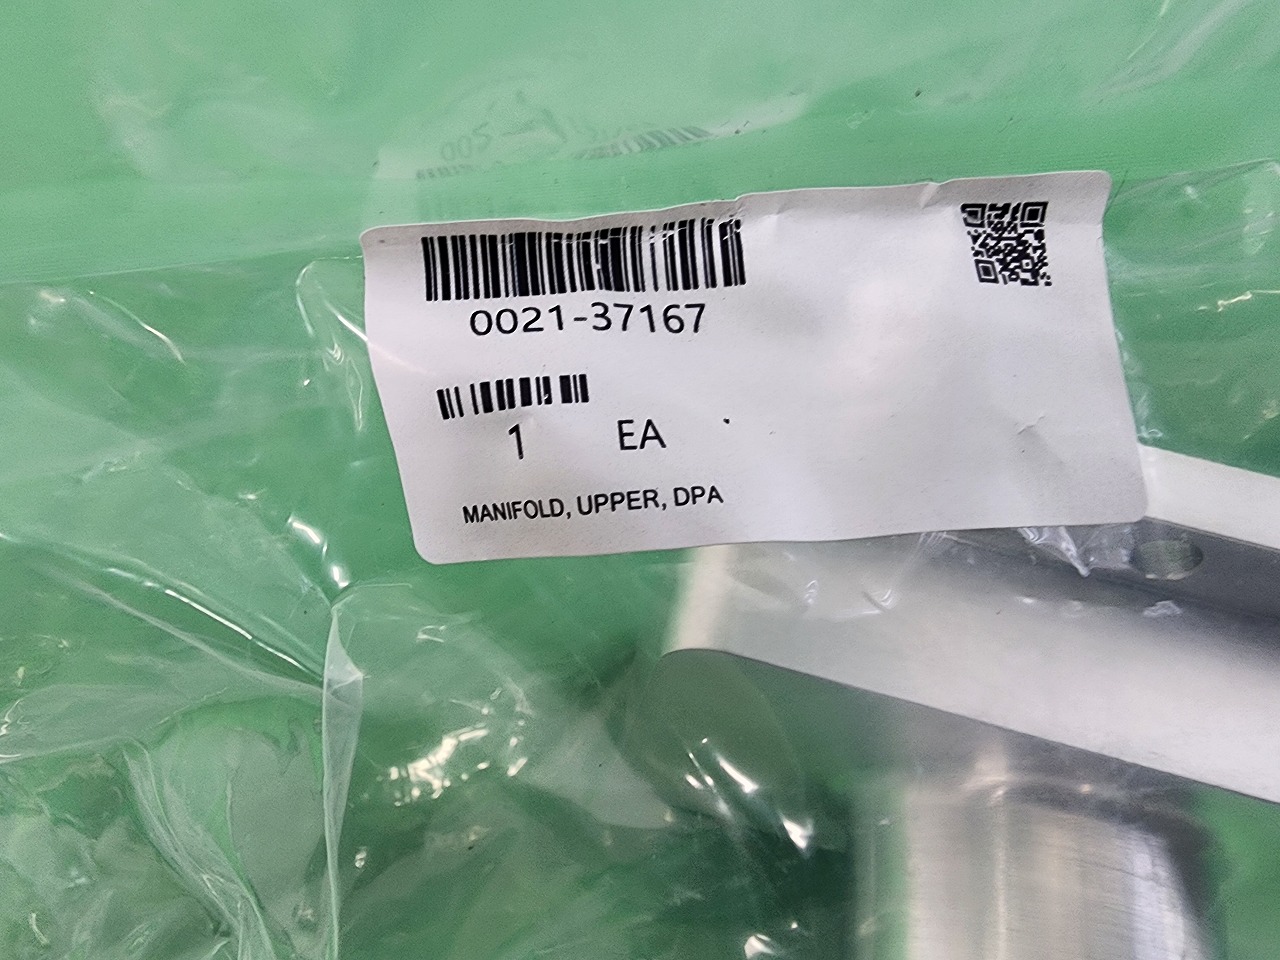 0021-37167
1 EA
MANIFOLD, UPPER, DPA